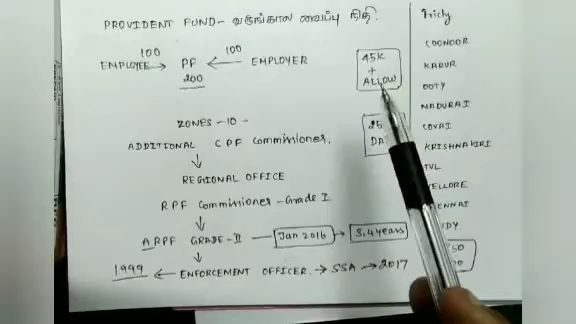 PROVIDENT FUND - வருங்கால வைப்பு நிதி.
100 100
EMPLOYEE → PF ← EMPLOYER
200
45K
+
ALLOW
ZONES - 10 -
25
DA
ADDITIONAL CPF Commissioner.
↓
REGIONAL OFFICE
RPF Commissioner - Grade I
↓
ARPF GRADE - II — Jan 2016 → 3.4 years
↓
1999 ← ENFORCEMENT OFFICER. → SSA → 2017
Trichy
COONOOR
KARUR
OOTY
MADURAI
COVAI
KRISHNAGIRI
TVL
VELLORE